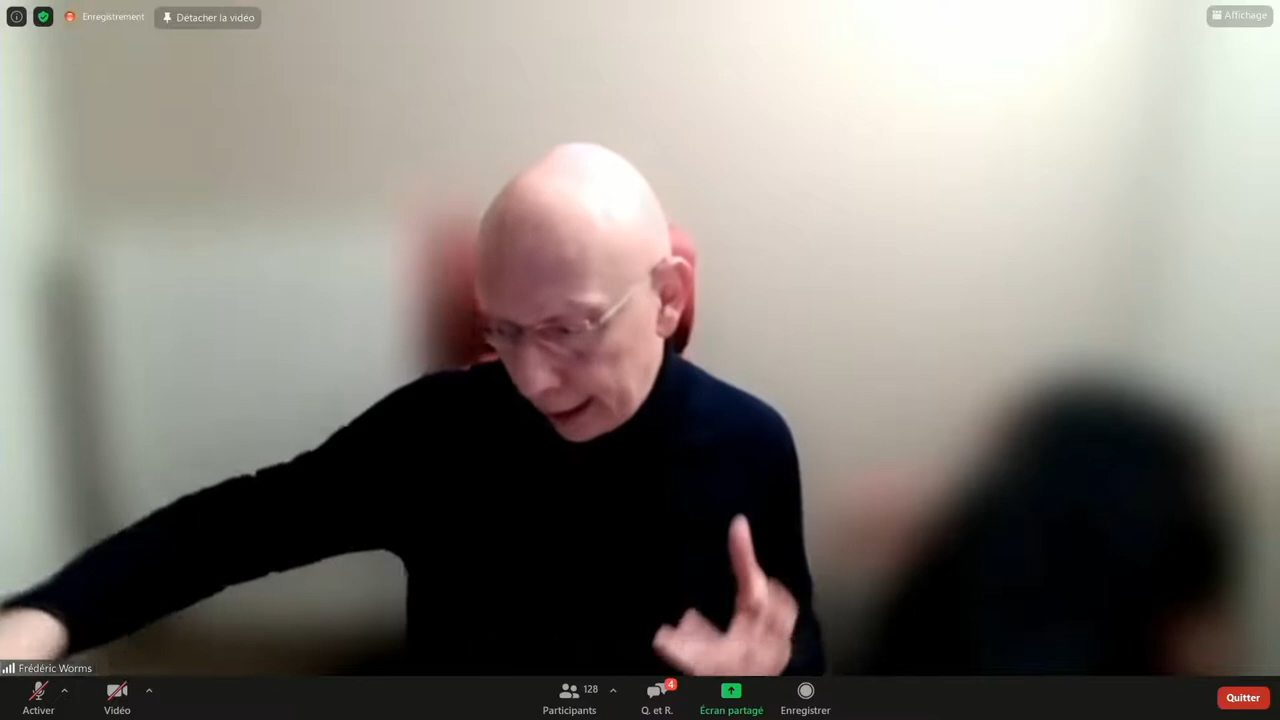 Enregistrement
Détacher la vidéo
Affichage
Frédéric Worms
Activer
Vidéo
128
Participants
4
Q. et R.
Écran partagé
Enregistrer
Quitter